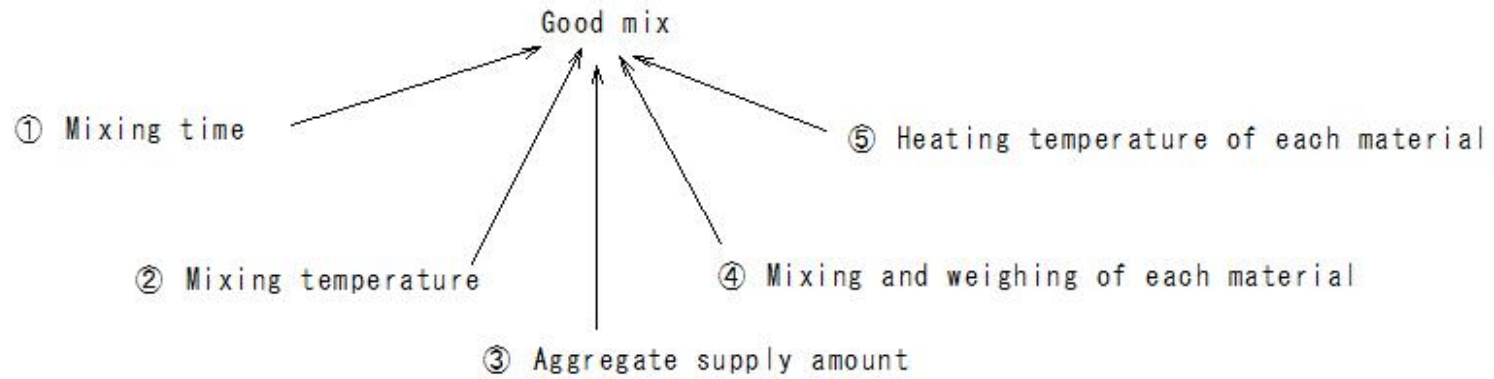 Good mix
① Mixing time
⑤ Heating temperature of each material
② Mixing temperature
④ Mixing and weighing of each material
③ Aggregate supply amount